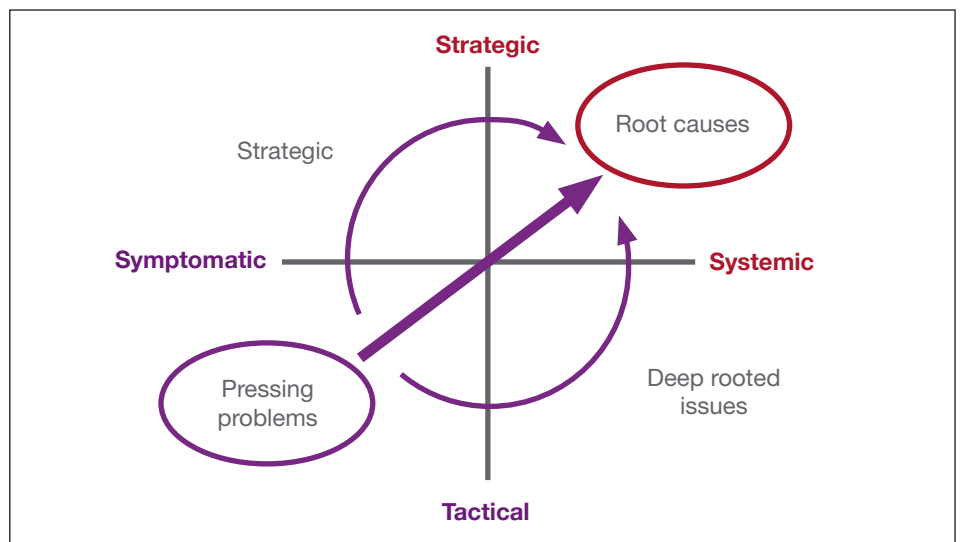 Strategic
Root causes
Strategic
Symptomatic
Systemic
Pressing
problems
Deep rooted
issues
Tactical